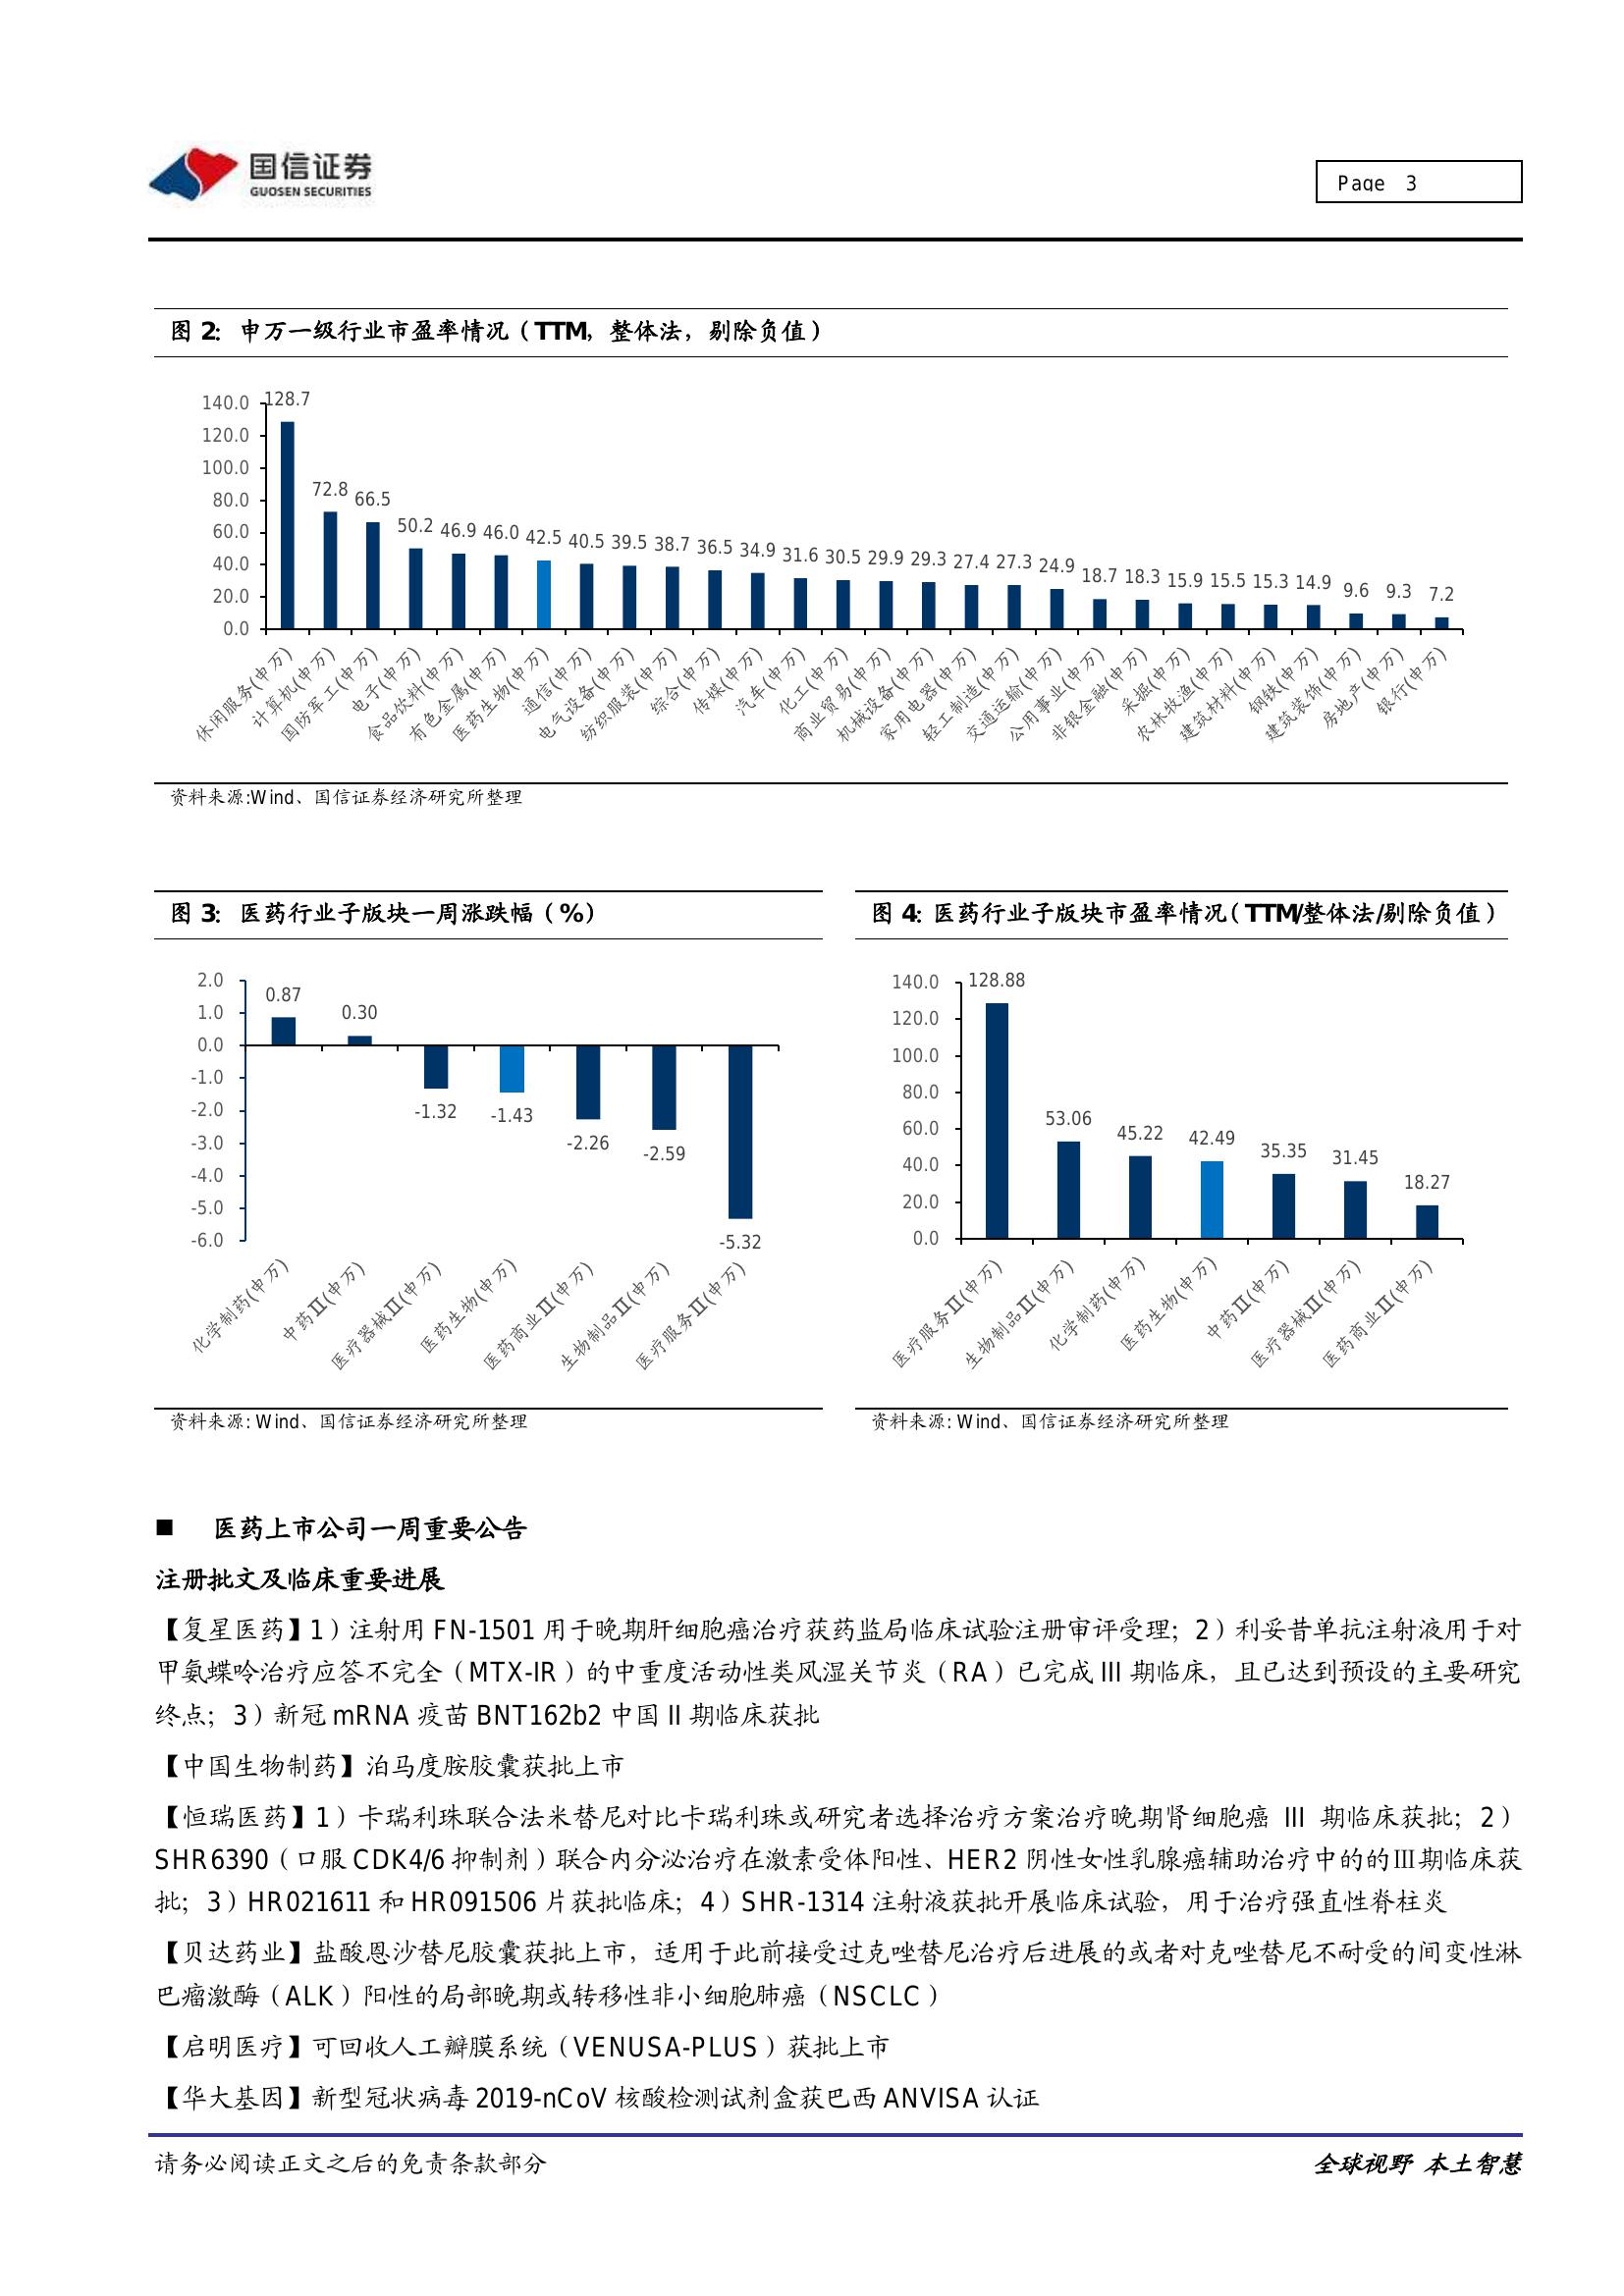 国信证券
GUOSEN SECURITIES
Page 3
图 2：申万一级行业市盈率情况（TTM，整体法，剔除负值）
140.0
120.0
100.0
80.0
60.0
40.0
20.0
0.0
128.7 72.8 66.5 50.2 46.9 46.0 42.5 40.5 39.5 38.7 36.5 34.9 31.6 30.5 29.9 29.3 27.4 27.3 24.9 18.7 18.3 15.9 15.5 15.3 14.9 9.6 9.3 7.2
休闲服务(申万)
计算机(申万)
国防军工(申万)
电子(申万)
食品饮料(申万)
有色金属(申万)
医药生物(申万)
通信(申万)
电气设备(申万)
纺织服装(申万)
综合(申万)
传媒(申万)
汽车(申万)
化工(申万)
商业贸易(申万)
机械设备(申万)
家用电器(申万)
轻工制造(申万)
交通运输(申万)
公用事业(申万)
非银金融(申万)
采掘(申万)
农林牧渔(申万)
建筑材料(申万)
钢铁(申万)
建筑装饰(申万)
房地产(申万)
银行(申万)
资料来源:Wind、国信证券经济研究所整理
图 3：医药行业子版块一周涨跌幅（%）
2.0
1.0
0.0
-1.0
-2.0
-3.0
-4.0
-5.0
-6.0
0.87 0.30 -1.32 -1.43 -2.26 -2.59 -5.32
化学制药(申万)
中药Ⅱ(申万)
医疗器械Ⅱ(申万)
医药生物(申万)
医药商业Ⅱ(申万)
生物制品Ⅱ(申万)
医疗服务Ⅱ(申万)
资料来源: Wind、国信证券经济研究所整理
图 4: 医药行业子版块市盈率情况（TTM/整体法/剔除负值）
140.0
120.0
100.0
80.0
60.0
40.0
20.0
0.0
128.88 53.06 45.22 42.49 35.35 31.45 18.27
医疗服务Ⅱ(申万)
生物制品Ⅱ(申万)
化学制药(申万)
医药生物(申万)
中药Ⅱ(申万)
医疗器械Ⅱ(申万)
医药商业Ⅱ(申万)
资料来源: Wind、国信证券经济研究所整理
■ 医药上市公司一周重要公告
注册批文及临床重要进展
【复星医药】1）注射用 FN-1501 用于晚期肝细胞癌治疗获药监局临床试验注册审评受理；2）利妥昔单抗注射液用于对
甲氨蝶呤治疗应答不完全（MTX-IR）的中重度活动性类风湿关节炎（RA）已完成 III 期临床，且已达到预设的主要研究
终点；3）新冠 mRNA 疫苗 BNT162b2 中国 II 期临床获批
【中国生物制药】泊马度胺胶囊获批上市
【恒瑞医药】1）卡瑞利珠联合法米替尼对比卡瑞利珠或研究者选择治疗方案治疗晚期肾细胞癌 III 期临床获批；2）
SHR6390（口服 CDK4/6 抑制剂）联合内分泌治疗在激素受体阳性、HER2 阴性女性乳腺癌辅助治疗中的的Ⅲ期临床获
批；3）HR021611 和 HR091506 片获批临床；4）SHR-1314 注射液获批开展临床试验，用于治疗强直性脊柱炎
【贝达药业】盐酸恩沙替尼胶囊获批上市，适用于此前接受过克唑替尼治疗后进展的或者对克唑替尼不耐受的间变性淋
巴瘤激酶（ALK）阳性的局部晚期或转移性非小细胞肺癌（NSCLC）
【启明医疗】可回收人工瓣膜系统（VENUSA-PLUS）获批上市
【华大基因】新型冠状病毒 2019-nCoV 核酸检测试剂盒获巴西 ANVISA 认证
请务必阅读正文之后的免责条款部分
全球视野 本土智慧